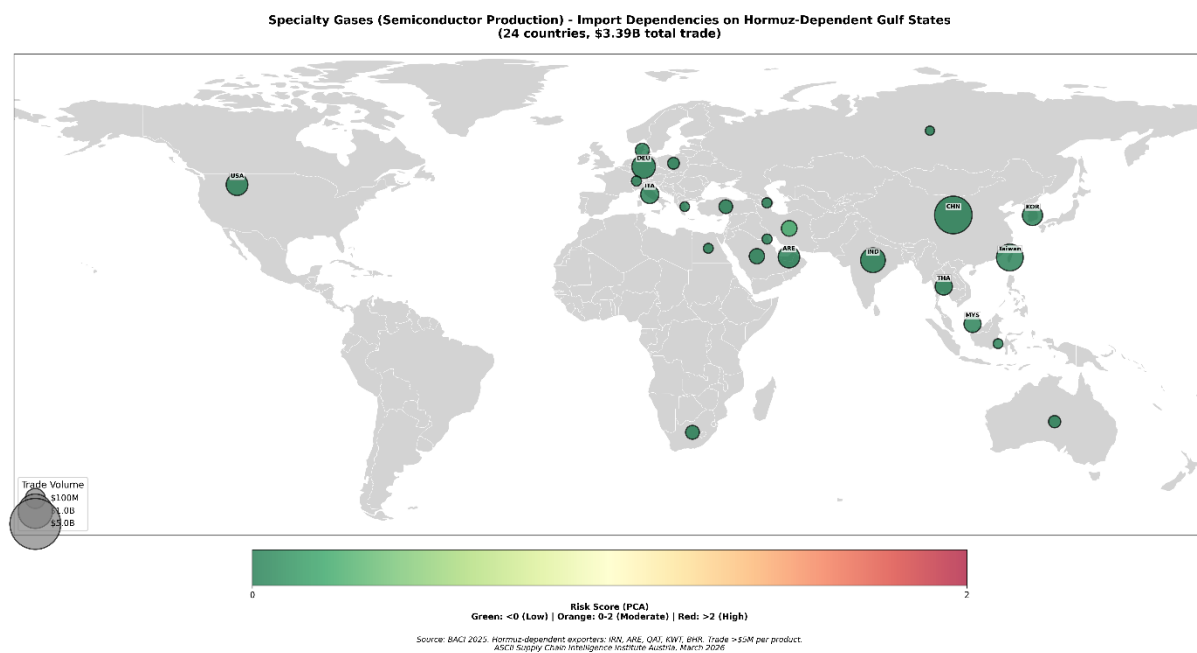 Specialty Gases (Semiconductor Production) - Import Dependencies on Hormuz-Dependent Gulf States
(24 countries, $3.39B total trade)
DEU
USA
ITA
CHN
KOR
ARE
IND
Taiwan
THA
MYS
Trade Volume
$100M
$1.0B
$5.0B
0
2
Risk Score (PCA)
Green: <0 (Low) | Orange: 0-2 (Moderate) | Red: >2 (High)
Source: BACI 2025. Hormuz-dependent exporters: IRN, ARE, QAT, KWT, BHR. Trade >$5M per product.
ASCII Supply Chain Intelligence Institute Austria, March 2026